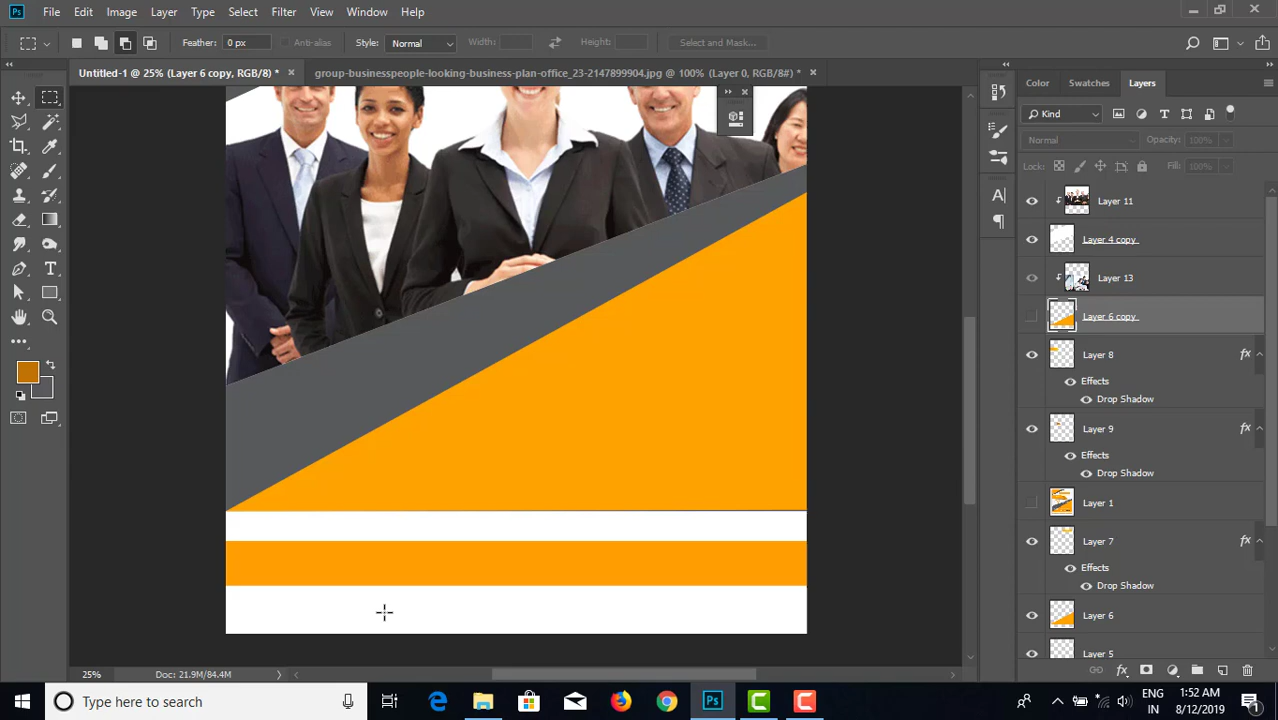 Ps File Edit Image Layer Type Select Filter View Window Help
Feather: 0 px Anti-alias Style: Normal Width: Height: Select and Mask...
Untitled-1 @ 25% (Layer 6 copy, RGB/8) * × group-businesspeople-looking-business-plan-office_23-2147899904.jpg @ 100% (Layer 0, RGB/8#) * ×
Color Swatches Layers
Kind
Normal Opacity: 100%
Lock: Fill: 100%
Layer 11
Layer 4 copy
Layer 13
Layer 6 copy
Layer 8 fx
Effects
Drop Shadow
Layer 9 fx
Effects
Drop Shadow
Layer 1
Layer 7 fx
Effects
Drop Shadow
Layer 6
Layer 5
25% Doc: 21.9M/84.4M
Type here to search
ENG
IN
1:52 AM
8/12/2019